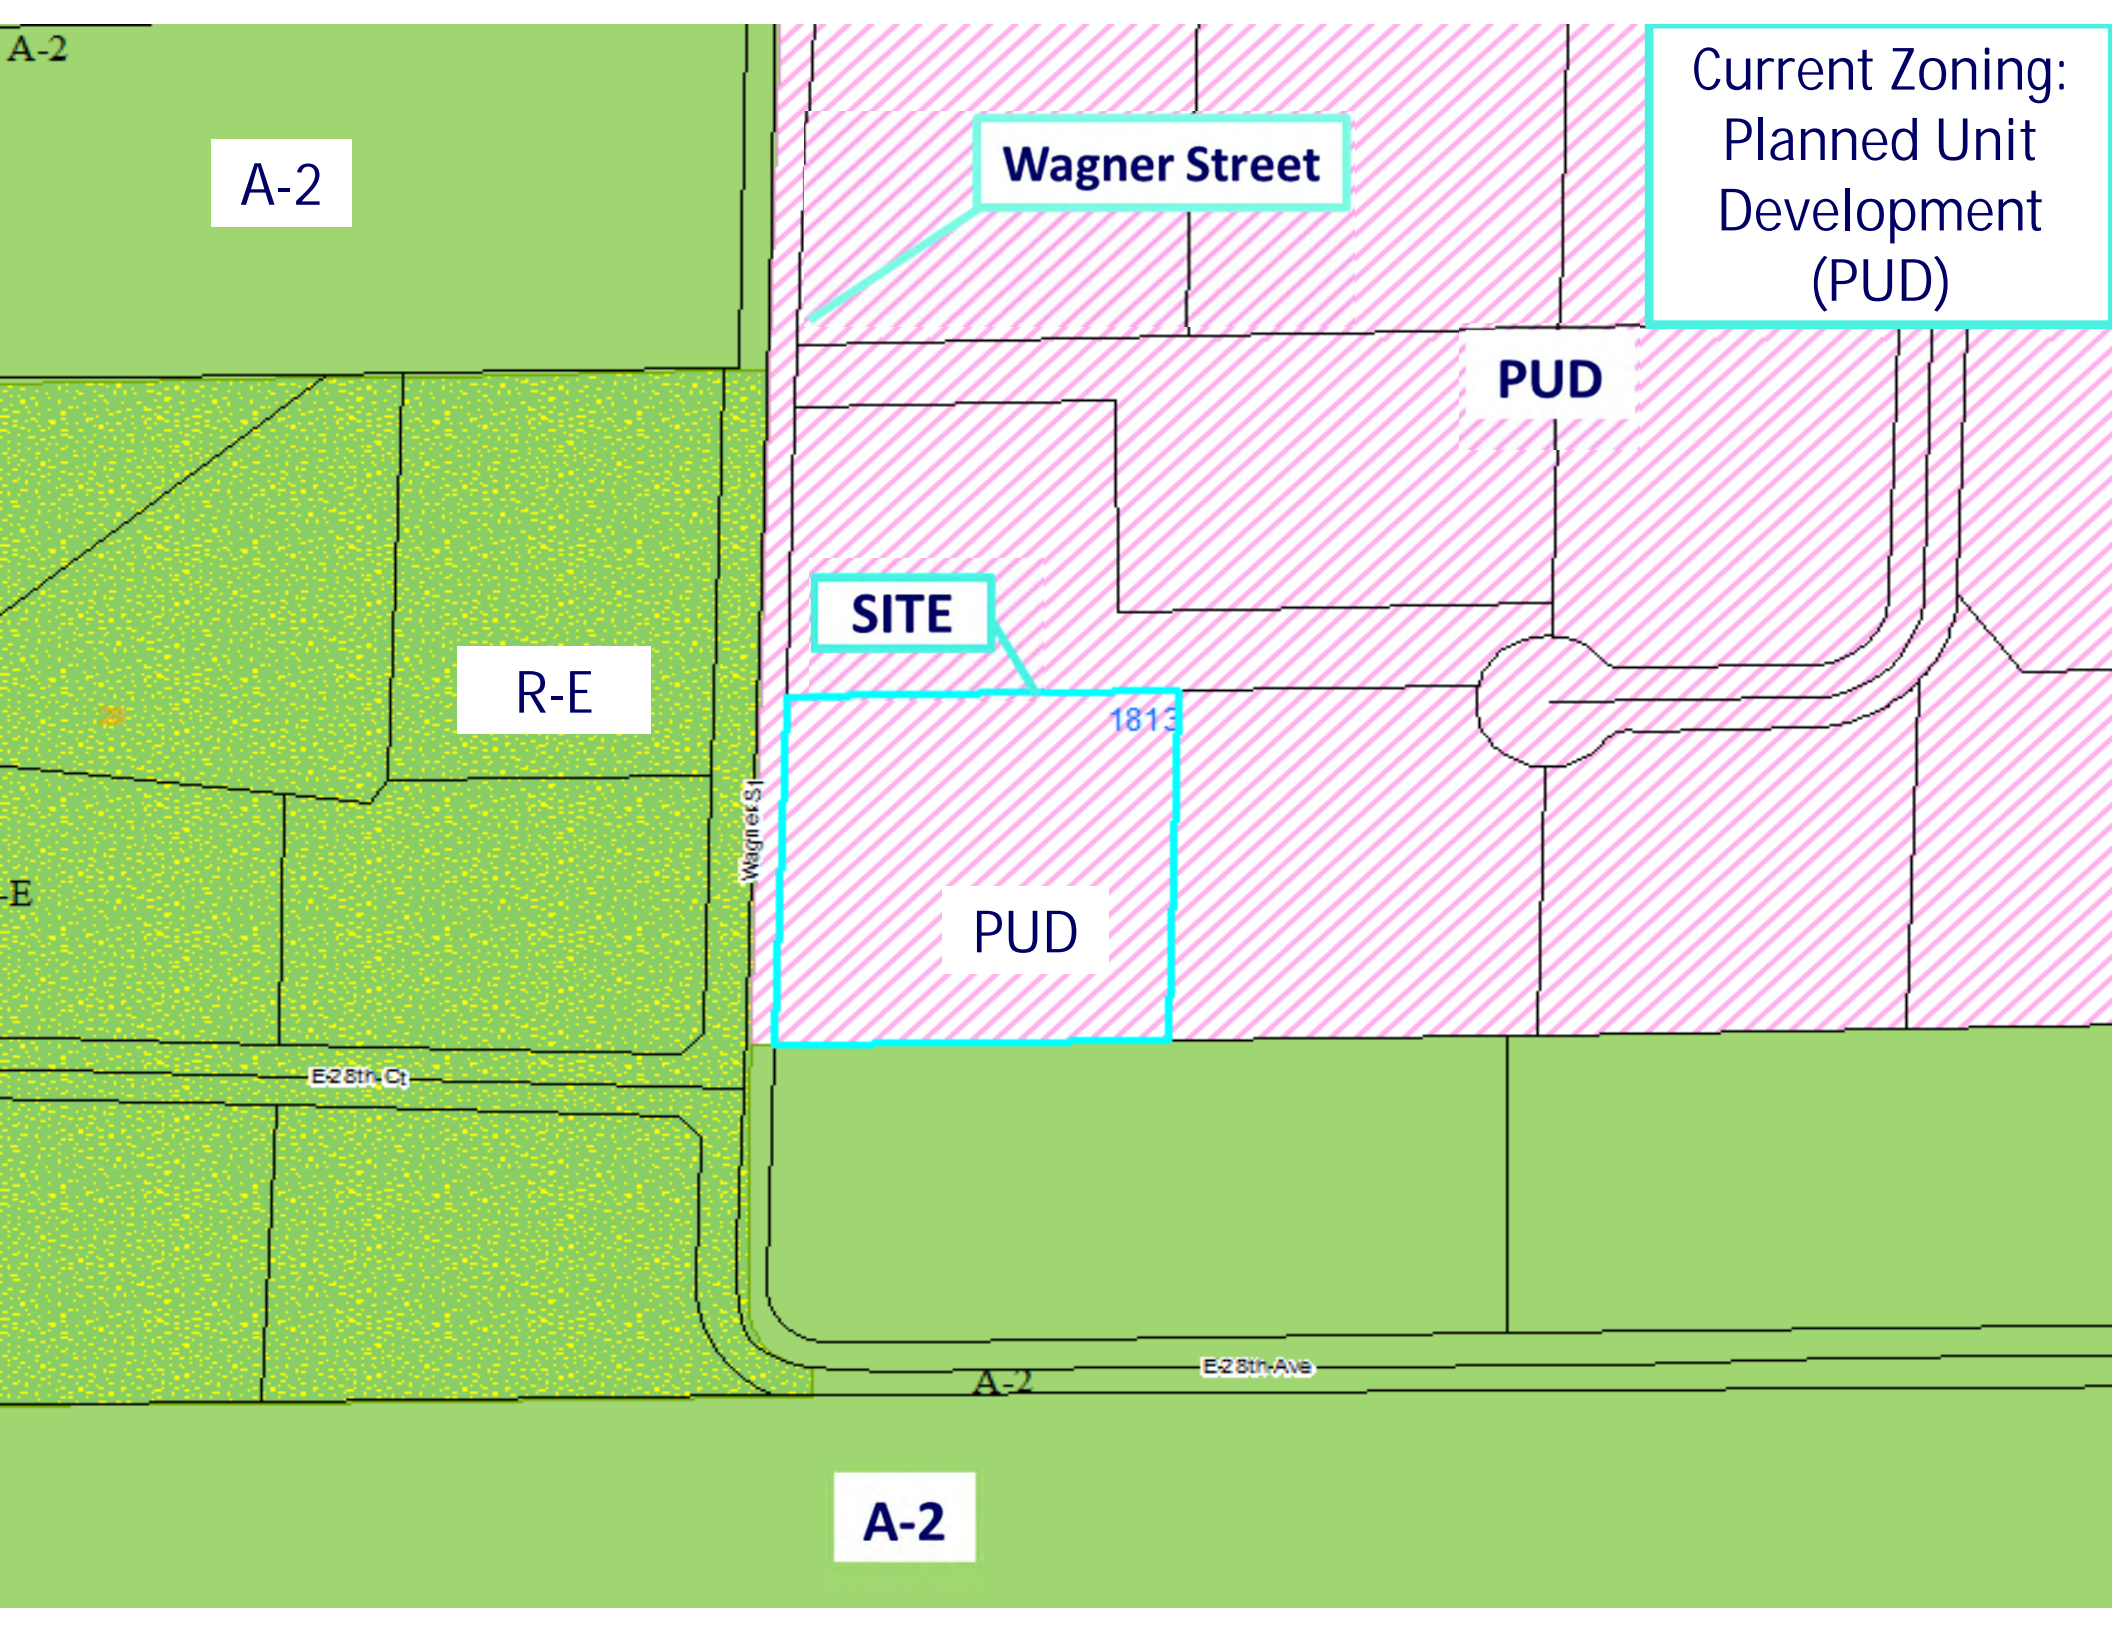 A-2
A-2
Wagner Street
Current Zoning:
Planned Unit
Development
(PUD)
PUD
SITE
R-E
28
1813
Wagner St
-E
PUD
E 28th Ct
E 28th Ave
A-2
A-2